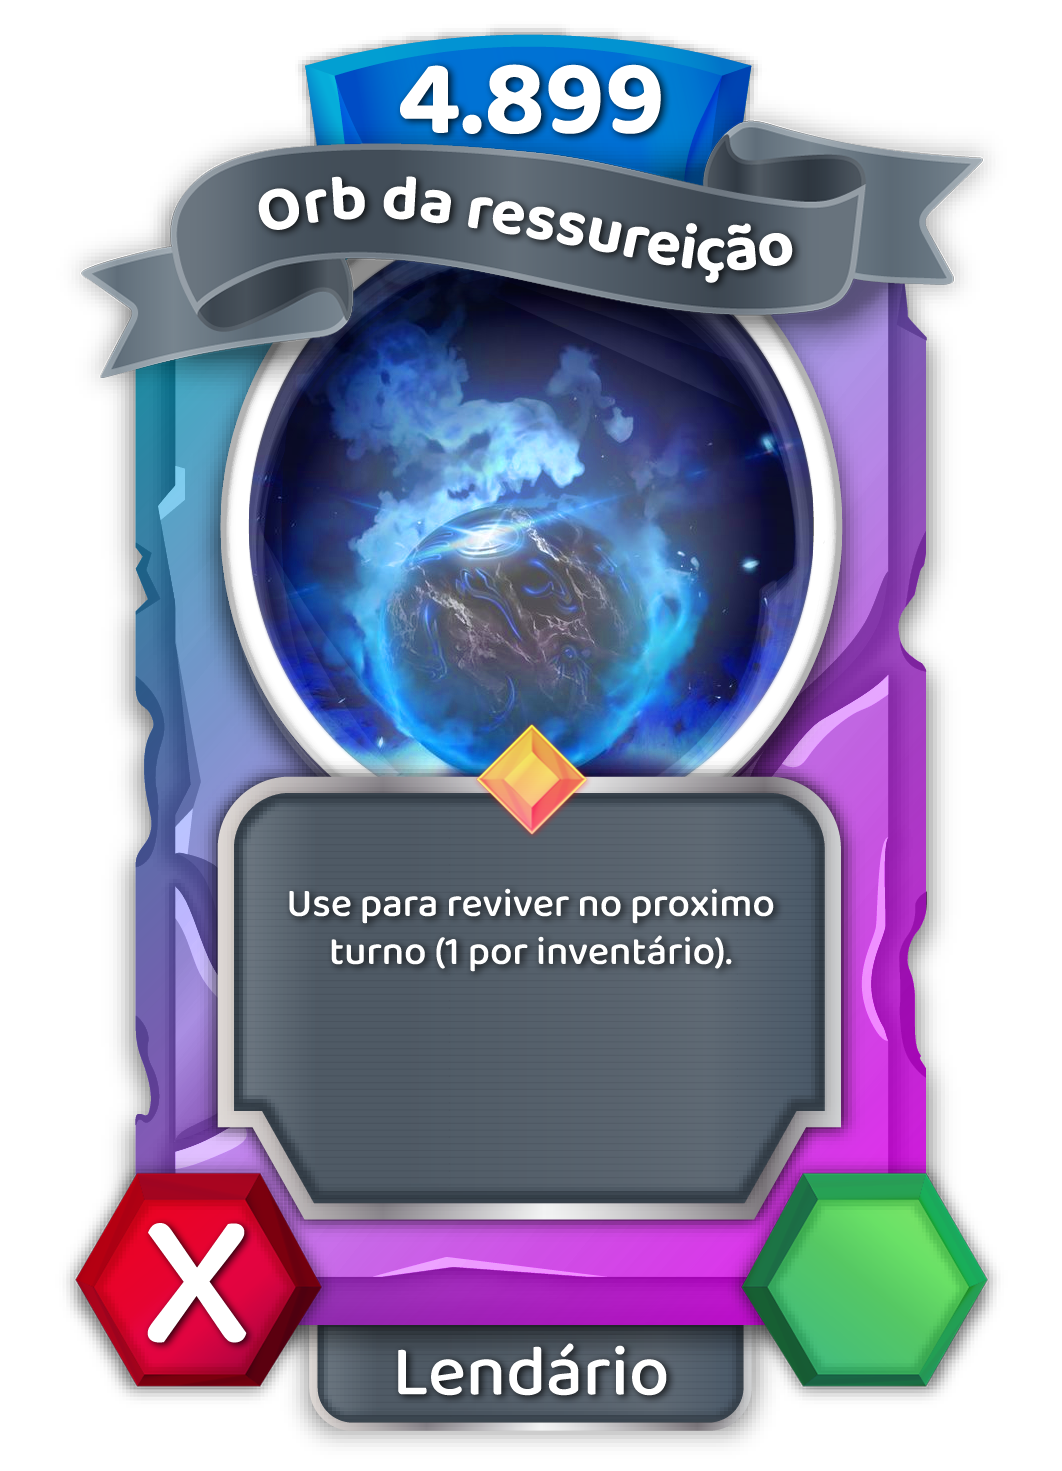 4.899
Orb da ressureição
Use para reviver no proximo
turno (1 por inventário).
X
Lendário